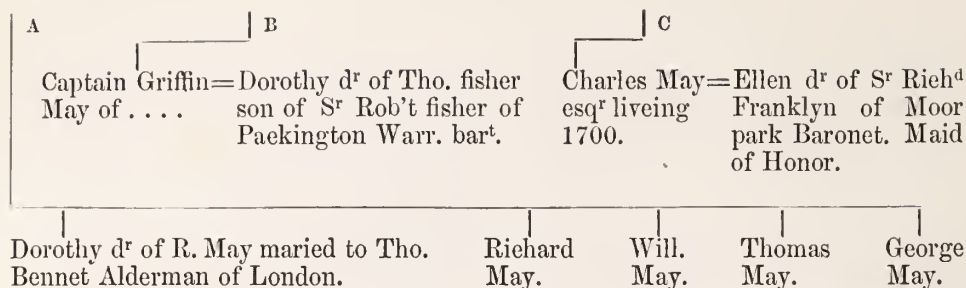 A
B
C
Captain Griffin=Dorothy dʳ of Tho. fisher
May of . . . . son of Sʳ Rob't fisher of
Paekington Warr. barᵗ.
Charles May=Ellen dʳ of Sʳ Riehᵈ
esqʳ liveing Franklyn of Moor
1700. park Baronet. Maid
of Honor.
Dorothy dʳ of R. May maried to Tho.
Bennet Alderman of London.
Riehard
May.
Will.
May.
Thomas
May.
George
May.